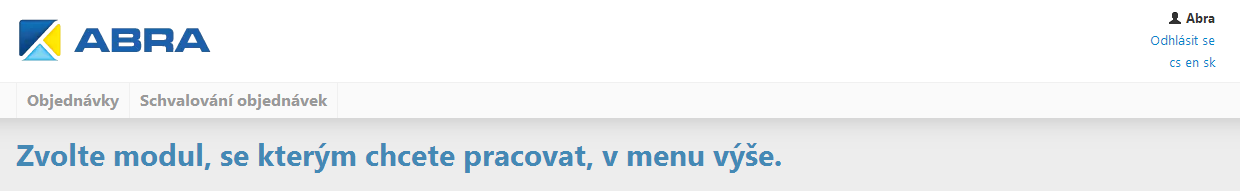 ABRA
Abra
Odhlásit se
cs en sk
Objednávky Schvalování objednávek
Zvolte modul, se kterým chcete pracovat, v menu výše.